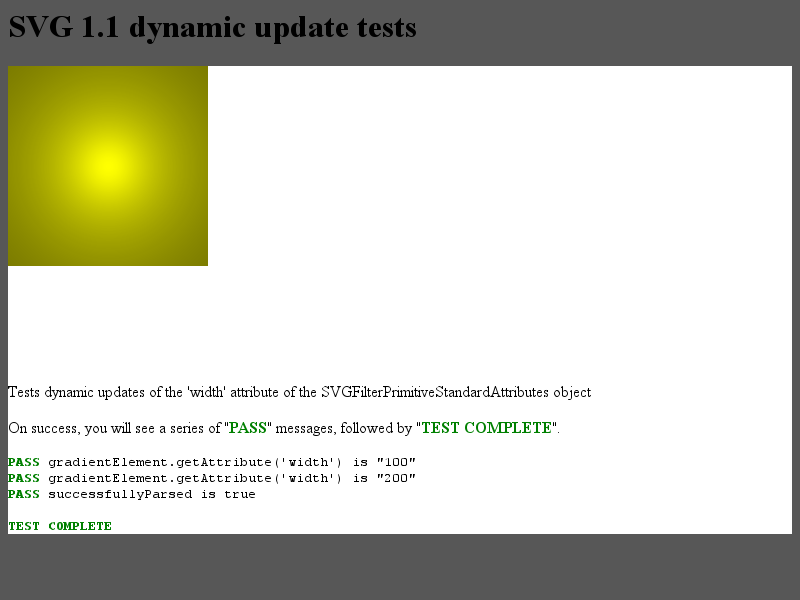 SVG 1.1 dynamic update tests
Tests dynamic updates of the 'width' attribute of the SVGFilterPrimitiveStandardAttributes object
On success, you will see a series of "PASS" messages, followed by "TEST COMPLETE".
PASS gradientElement.getAttribute('width') is "100"
PASS gradientElement.getAttribute('width') is "200"
PASS successfullyParsed is true
TEST COMPLETE